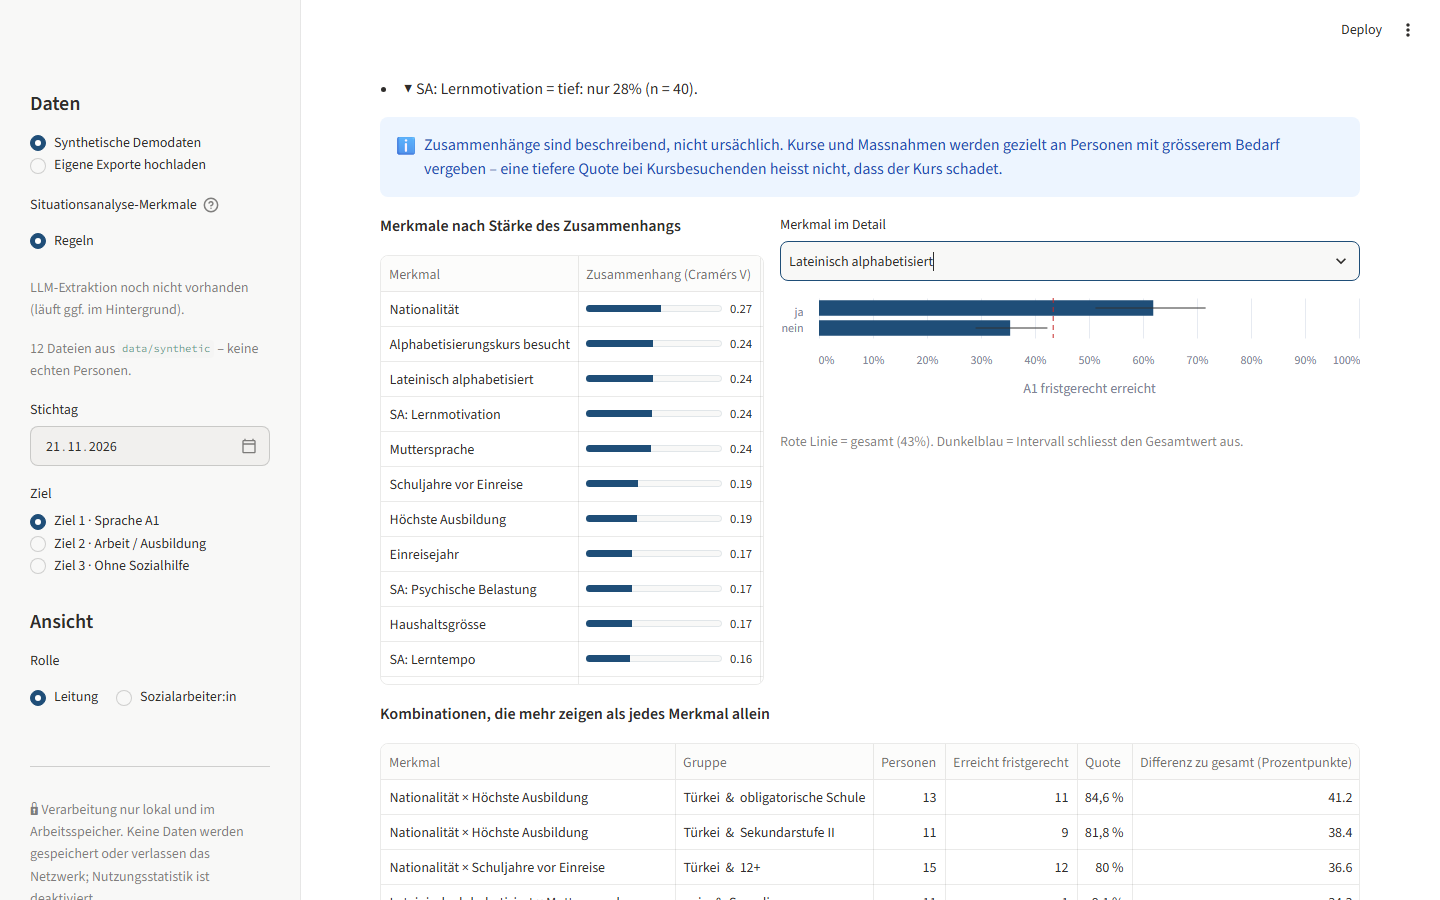 Deploy
Daten
Synthetische Demodaten
Eigene Exporte hochladen
Situationsanalyse-Merkmale
Regeln
LLM-Extraktion noch nicht vorhanden
(läuft ggf. im Hintergrund).
12 Dateien aus data/synthetic – keine
echten Personen.
Stichtag
21.11.2026
Ziel
Ziel 1 · Sprache A1
Ziel 2 · Arbeit / Ausbildung
Ziel 3 · Ohne Sozialhilfe
Ansicht
Rolle
Leitung
Sozialarbeiter:in
Verarbeitung nur lokal und im
Arbeitsspeicher. Keine Daten werden
gespeichert oder verlassen das
Netzwerk; Nutzungsstatistik ist
deaktiviert
• ▼ SA: Lernmotivation = tief: nur 28% (n = 40).
Zusammenhänge sind beschreibend, nicht ursächlich. Kurse und Massnahmen werden gezielt an Personen mit grösserem Bedarf
vergeben – eine tiefere Quote bei Kursbesuchenden heisst nicht, dass der Kurs schadet.
Merkmale nach Stärke des Zusammenhangs
Merkmal Zusammenhang (Cramérs V)
Nationalität 0.27
Alphabetisierungskurs besucht 0.24
Lateinisch alphabetisiert 0.24
SA: Lernmotivation 0.24
Muttersprache 0.24
Schuljahre vor Einreise 0.19
Höchste Ausbildung 0.19
Einreisejahr 0.17
SA: Psychische Belastung 0.17
Haushaltsgrösse 0.17
SA: Lerntempo 0.16
Merkmal im Detail
Lateinisch alphabetisiert
ja
nein
0% 10% 20% 30% 40% 50% 60% 70% 80% 90% 100%
A1 fristgerecht erreicht
Rote Linie = gesamt (43%). Dunkelblau = Intervall schliesst den Gesamtwert aus.
Kombinationen, die mehr zeigen als jedes Merkmal allein
Merkmal Gruppe Personen Erreicht fristgerecht Quote Differenz zu gesamt (Prozentpunkte)
Nationalität × Höchste Ausbildung Türkei & obligatorische Schule 13 11 84,6 % 41.2
Nationalität × Höchste Ausbildung Türkei & Sekundarstufe II 11 9 81,8 % 38.4
Nationalität × Schuljahre vor Einreise Türkei & 12+ 15 12 80 % 36.6